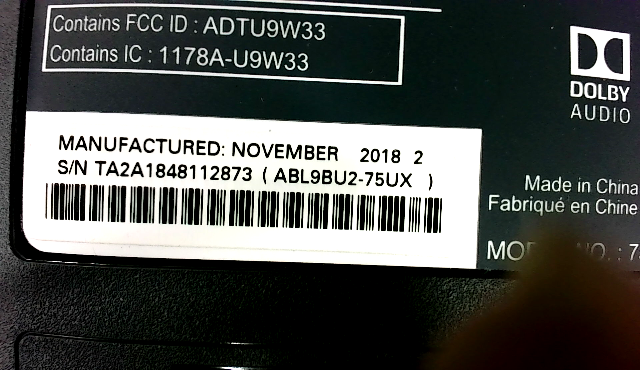 Contains FCC ID : ADTU9W33
Contains IC : 1178A-U9W33
DOLBY
AUDIO
MANUFACTURED: NOVEMBER 2018 2
S/N TA2A1848112873 ( ABL9BU2-75UX )
Made in China
Fabriqué en Chine